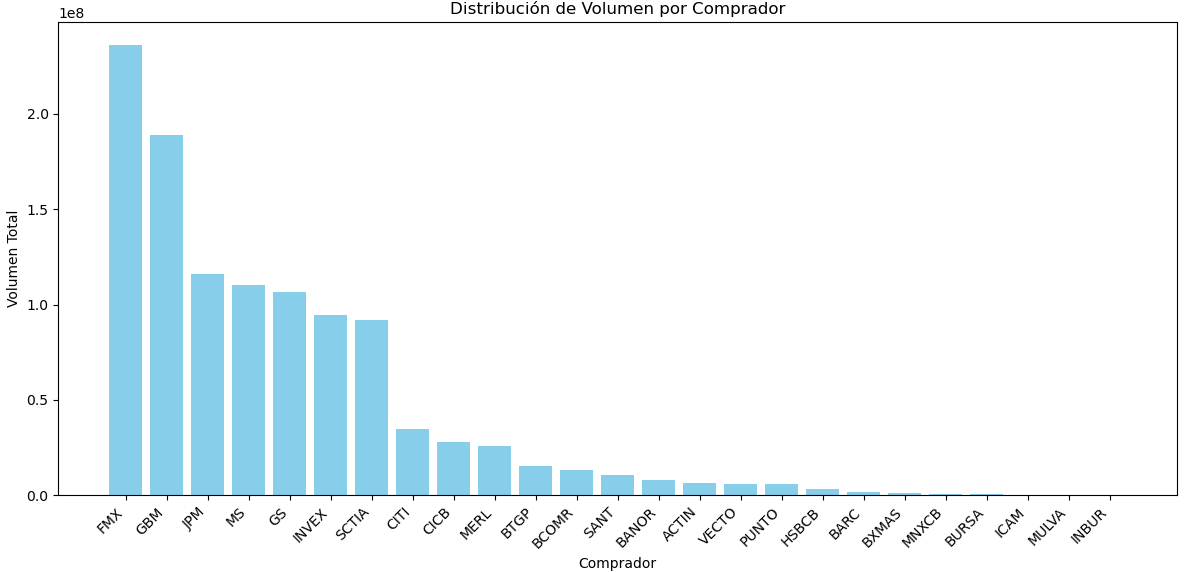 Distribución de Volumen por Comprador
1e8
Volumen Total
2.0
1.5
1.0
0.5
0.0
FMX
GBM
JPM
MS
GS
INVEX
SCTIA
CITI
CICB
MERL
BTGP
BCOMR
SANT
BANOR
ACTIN
VECTO
PUNTO
HSBCB
BARC
BXMAS
MNXCB
BURSA
ICAM
MULVA
INBUR
Comprador